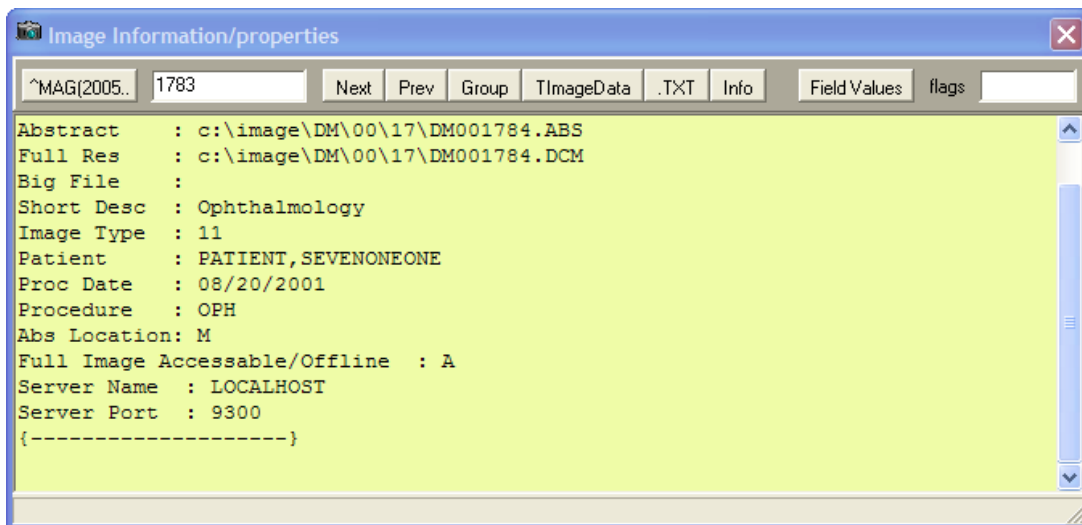 Image Information/properties
^MAG(2005.. 1783 Next Prev Group TImageData .TXT Info Field Values flags
Abstract : c:\image\DM\00\17\DM001784.ABS
Full Res : c:\image\DM\00\17\DM001784.DCM
Big File :
Short Desc : Ophthalmology
Image Type : 11
Patient : PATIENT,SEVENONEONE
Proc Date : 08/20/2001
Procedure : OPH
Abs Location: M
Full Image Accessable/Offline : A
Server Name : LOCALHOST
Server Port : 9300
{--------------------}